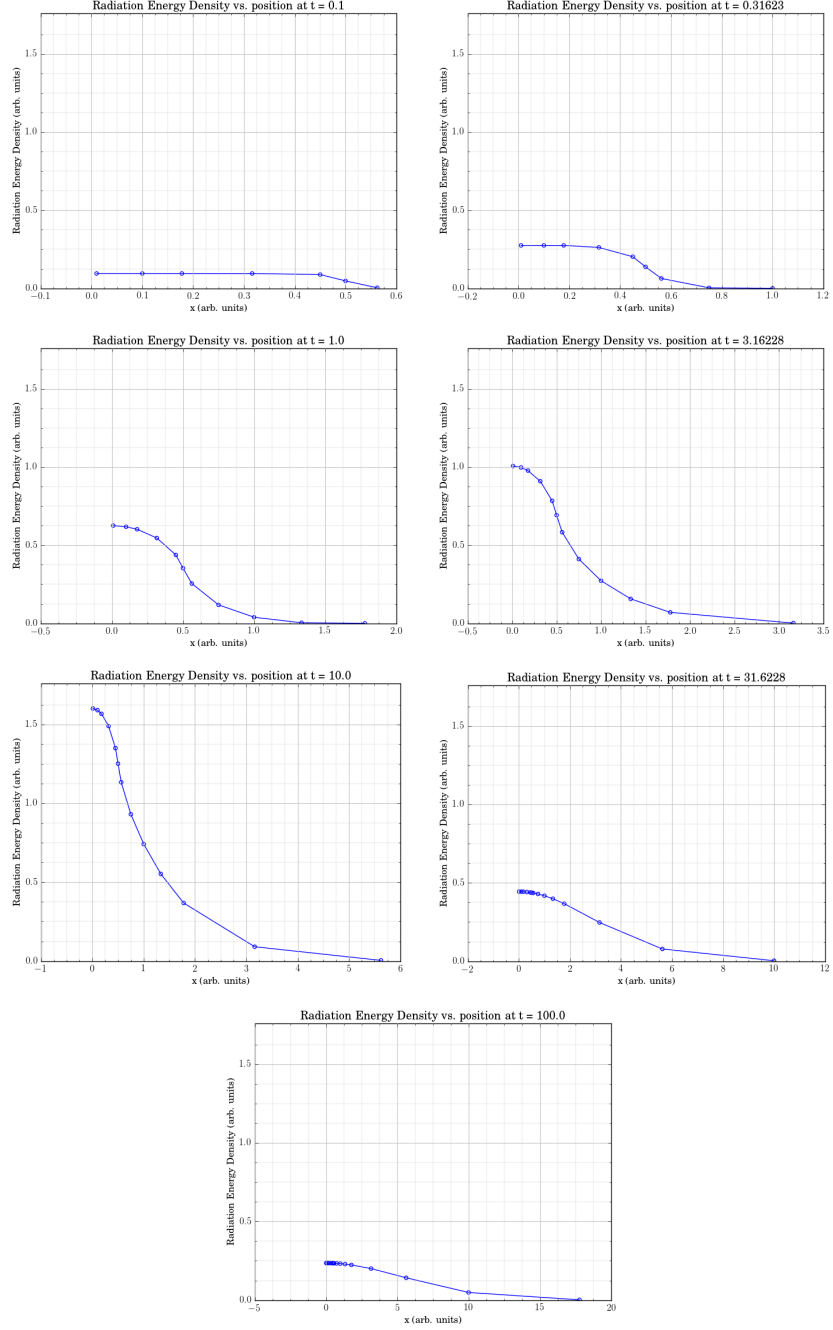 Radiation Energy Density vs. position at t = 0.1
Radiation Energy Density (arb. units)
1.5
1.0
0.5
0.0
−0.1 0.0 0.1 0.2 0.3 0.4 0.5 0.6
x (arb. units)
Radiation Energy Density vs. position at t = 0.31623
Radiation Energy Density (arb. units)
1.5
1.0
0.5
0.0
−0.2 0.0 0.2 0.4 0.6 0.8 1.0 1.2
x (arb. units)
Radiation Energy Density vs. position at t = 1.0
Radiation Energy Density (arb. units)
1.5
1.0
0.5
0.0
−0.5 0.0 0.5 1.0 1.5 2.0
x (arb. units)
Radiation Energy Density vs. position at t = 3.16228
Radiation Energy Density (arb. units)
1.5
1.0
0.5
0.0
−0.5 0.0 0.5 1.0 1.5 2.0 2.5 3.0 3.5
x (arb. units)
Radiation Energy Density vs. position at t = 10.0
Radiation Energy Density (arb. units)
1.5
1.0
0.5
0.0
−1 0 1 2 3 4 5 6
x (arb. units)
Radiation Energy Density vs. position at t = 31.6228
Radiation Energy Density (arb. units)
1.5
1.0
0.5
0.0
−2 0 2 4 6 8 10 12
x (arb. units)
Radiation Energy Density vs. position at t = 100.0
Radiation Energy Density (arb. units)
1.5
1.0
0.5
0.0
−5 0 5 10 15 20
x (arb. units)